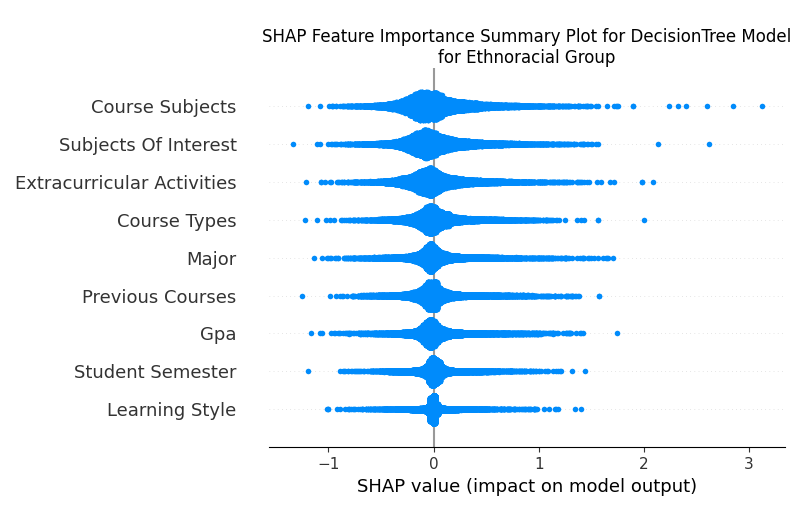 SHAP Feature Importance Summary Plot for DecisionTree Model
for Ethnoracial Group
Course Subjects
Subjects Of Interest
Extracurricular Activities
Course Types
Major
Previous Courses
Gpa
Student Semester
Learning Style
−1 0 1 2 3
SHAP value (impact on model output)